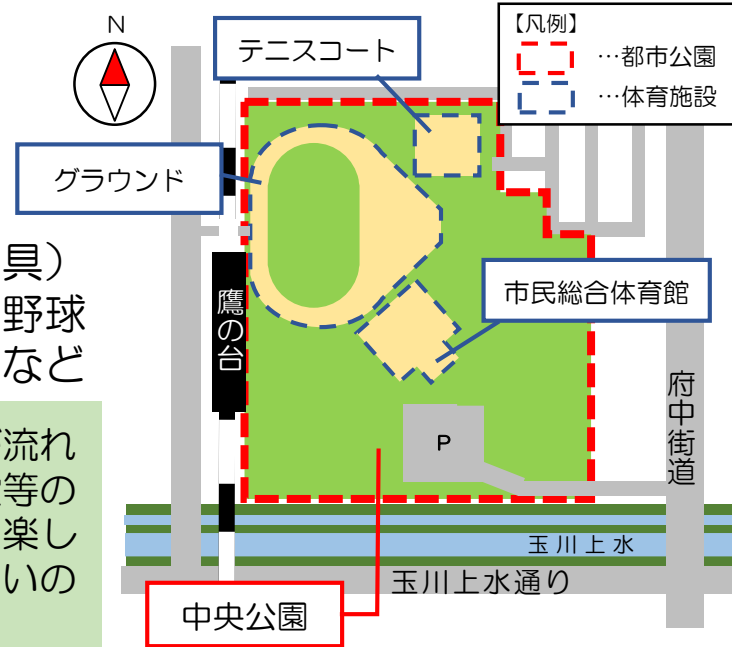 N
テニスコート
【凡例】
…都市公園
…体育施設
グラウンド
具）
野球
など
鷹の台
市民総合体育館
府中街道
流れ
等の
楽し
いの
P
玉川上水
玉川上水通り
中央公園